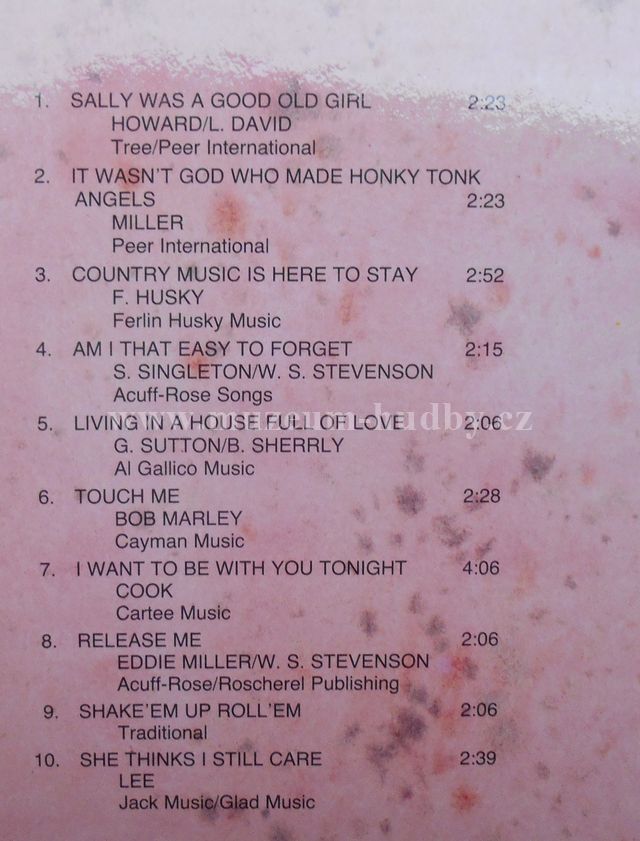 1. SALLY WAS A GOOD OLD GIRL 2:23
HOWARD/L. DAVID
Tree/Peer International
2. IT WASN'T GOD WHO MADE HONKY TONK
ANGELS 2:23
MILLER
Peer International
3. COUNTRY MUSIC IS HERE TO STAY 2:52
F. HUSKY
Ferlin Husky Music
4. AM I THAT EASY TO FORGET 2:15
S. SINGLETON/W. S. STEVENSON
Acuff-Rose Songs
www.muzeum-hudby.cz
5. LIVING IN A HOUSE FULL OF LOVE 2:06
G. SUTTON/B. SHERRLY
Al Gallico Music
6. TOUCH ME 2:28
BOB MARLEY
Cayman Music
7. I WANT TO BE WITH YOU TONIGHT 4:06
COOK
Cartee Music
8. RELEASE ME 2:06
EDDIE MILLER/W. S. STEVENSON
Acuff-Rose/Roscherel Publishing
9. SHAKE'EM UP ROLL'EM 2:06
Traditional
10. SHE THINKS I STILL CARE 2:39
LEE
Jack Music/Glad Music